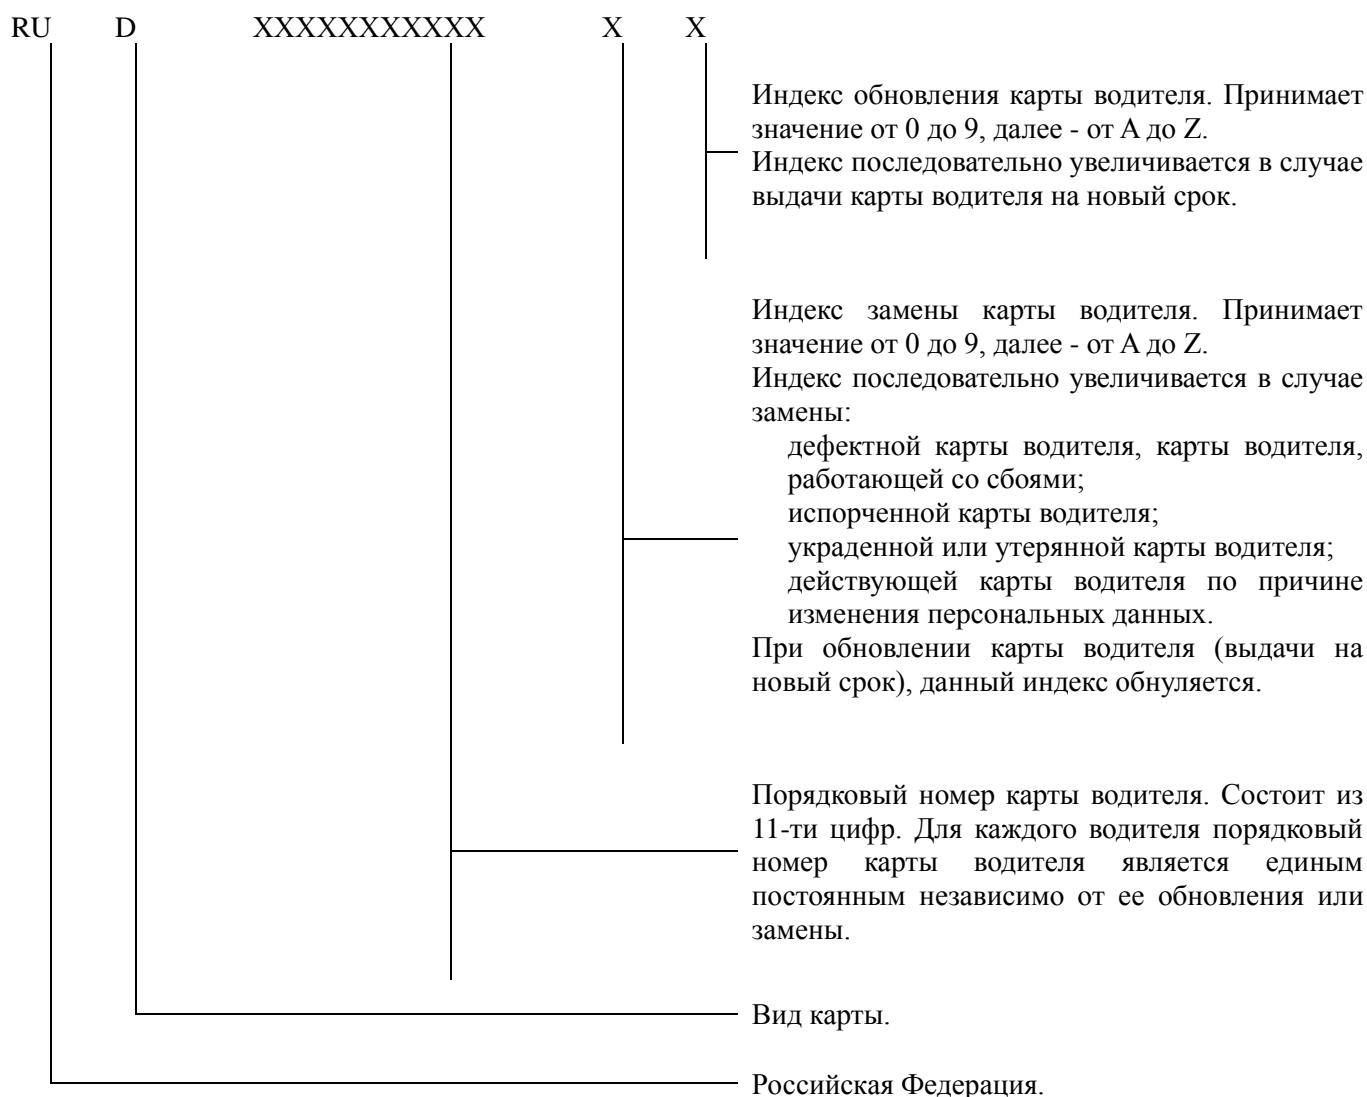 RU D XXXXXXXXXXX X X
Индекс обновления карты водителя. Принимает
значение от 0 до 9, далее - от A до Z.
Индекс последовательно увеличивается в случае
выдачи карты водителя на новый срок.
Индекс замены карты водителя. Принимает
значение от 0 до 9, далее - от A до Z.
Индекс последовательно увеличивается в случае
замены:
дефектной карты водителя, карты водителя,
работающей со сбоями;
испорченной карты водителя;
украденной или утерянной карты водителя;
действующей карты водителя по причине
изменения персональных данных.
При обновлении карты водителя (выдачи на
новый срок), данный индекс обнуляется.
Порядковый номер карты водителя. Состоит из
11-ти цифр. Для каждого водителя порядковый
номер карты водителя является единым
постоянным независимо от ее обновления или
замены.
Вид карты.
Российская Федерация.